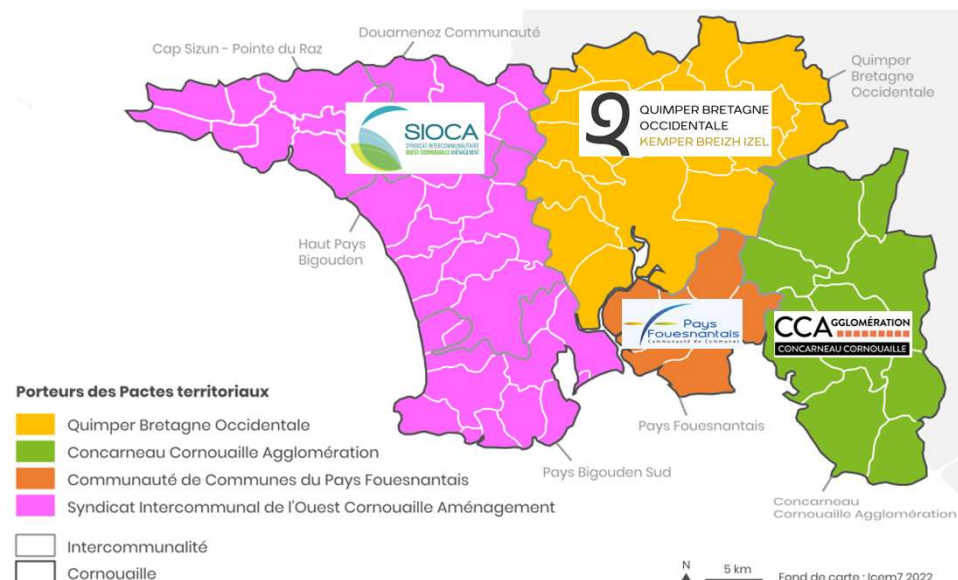 Douarnenez Communauté
Cap Sizun - Pointe du Raz
Quimper
Bretagne
Occidentale
SIOCA
SYNDICAT INTERCOMMUNAUTAIRE
OUEST CORNOUAILLE AMÉNAGEMENT
QUIMPER BRETAGNE
OCCIDENTALE
KEMPER BREIZH IZEL
Haut Pays
Bigouden
Pays
Fouesnantais
Communauté de Communes
CCA AGGLOMÉRATION
CONCARNEAU CORNOUAILLE
Pays Fouesnantais
Pays Bigouden Sud
Concarneau
Cornouaille Agglomération
Porteurs des Pactes territoriaux
Quimper Bretagne Occidentale
Concarneau Cornouaille Agglomération
Communauté de Communes du Pays Fouesnantais
Syndicat Intercommunal de l'Ouest Cornouaille Aménagement
Intercommunalité
Cornouaille
N
5 km
Fond de carte : Icem7 2022